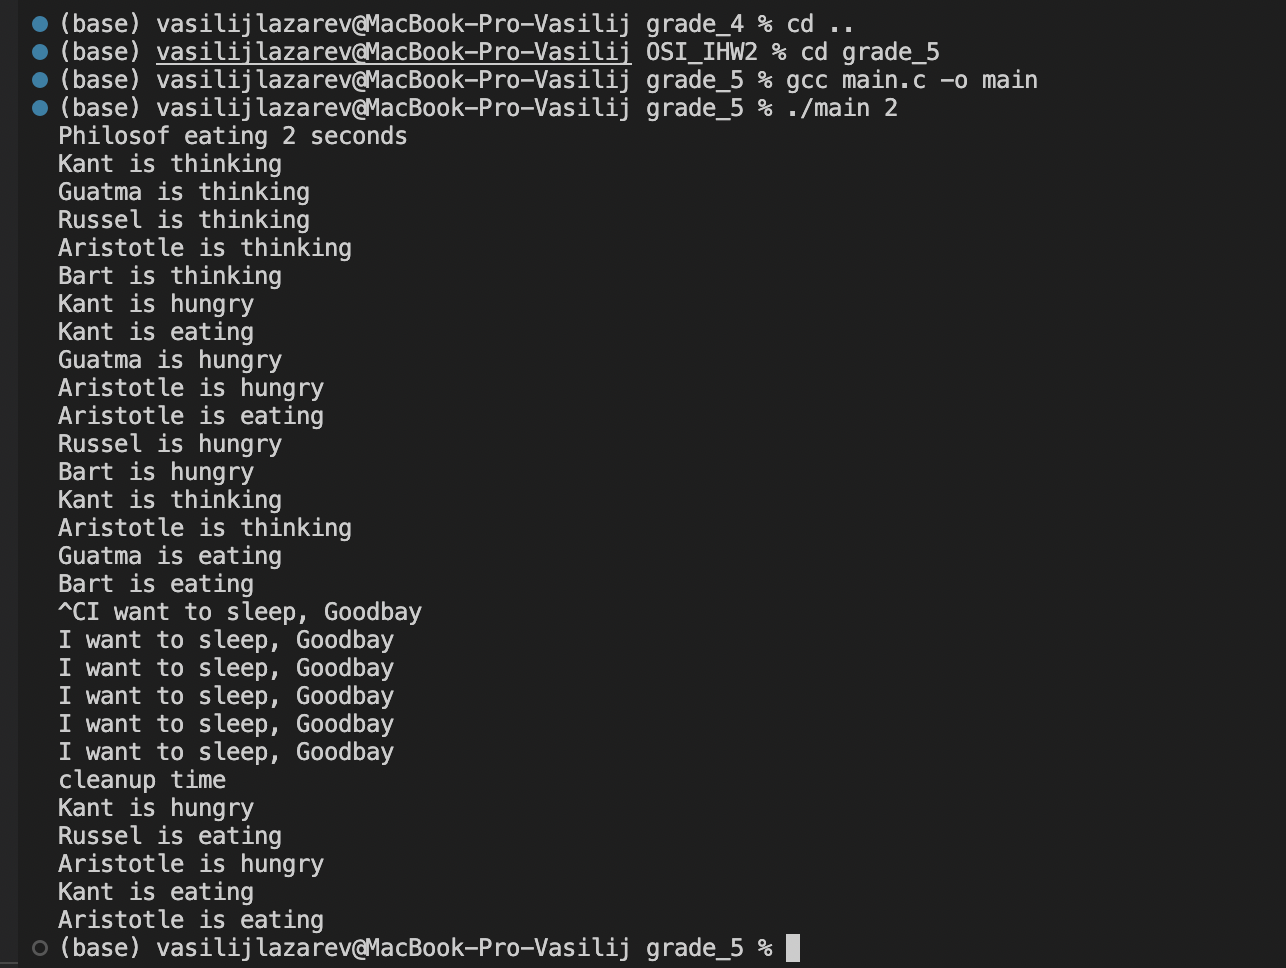 (base) vasilijlazarev@MacBook-Pro-Vasilij grade_4 % cd ..
(base) vasilijlazarev@MacBook-Pro-Vasilij OSI_IHW2 % cd grade_5
(base) vasilijlazarev@MacBook-Pro-Vasilij grade_5 % gcc main.c -o main
(base) vasilijlazarev@MacBook-Pro-Vasilij grade_5 % ./main 2
Philosof eating 2 seconds
Kant is thinking
Guatma is thinking
Russel is thinking
Aristotle is thinking
Bart is thinking
Kant is hungry
Kant is eating
Guatma is hungry
Aristotle is hungry
Aristotle is eating
Russel is hungry
Bart is hungry
Kant is thinking
Aristotle is thinking
Guatma is eating
Bart is eating
^CI want to sleep, Goodbay
I want to sleep, Goodbay
I want to sleep, Goodbay
I want to sleep, Goodbay
I want to sleep, Goodbay
I want to sleep, Goodbay
cleanup time
Kant is hungry
Russel is eating
Aristotle is hungry
Kant is eating
Aristotle is eating
(base) vasilijlazarev@MacBook-Pro-Vasilij grade_5 %